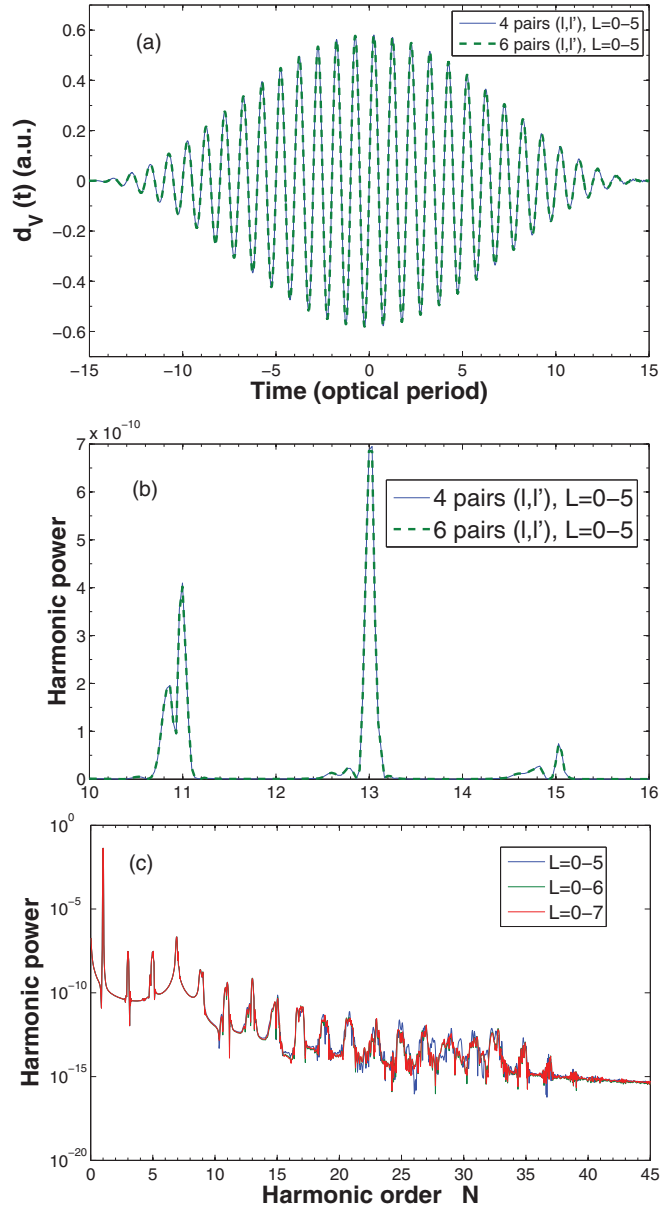 (a)
4 pairs (l,l'), L=0−5
6 pairs (l,l'), L=0−5
0.6
0.4
0.2
0
−0.2
−0.4
−0.6
d_V (t) (a.u.)
−15 −10 −5 0 5 10 15
Time (optical period)
7 x 10^−10
(b)
4 pairs (l,l'), L=0−5
6 pairs (l,l'), L=0−5
6
5
4
3
2
1
0
Harmonic power
10 11 12 13 14 15 16
(c)
L=0−5
L=0−6
L=0−7
10^0
10^−5
10^−10
10^−15
10^−20
Harmonic power
0 5 10 15 20 25 30 35 40 45
Harmonic order N